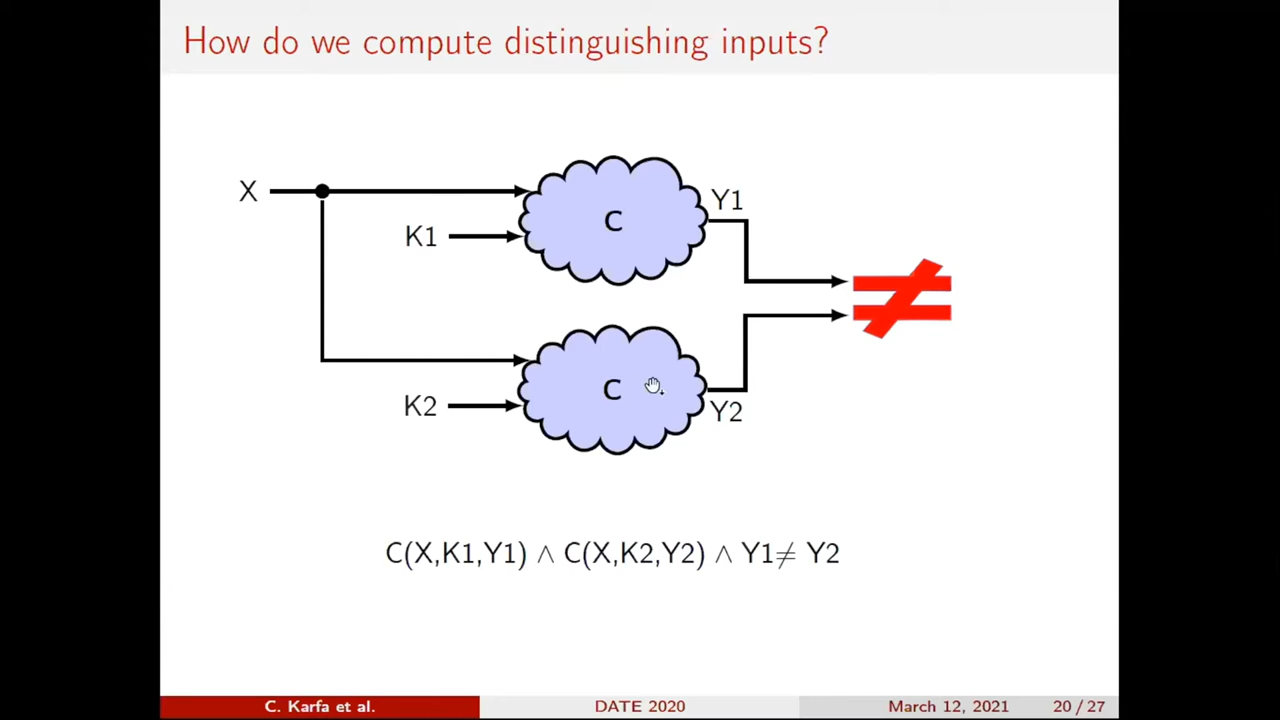 How do we compute distinguishing inputs?
X
K1
C
Y1
≠
K2
C
Y2
C(X,K1,Y1) ∧ C(X,K2,Y2) ∧ Y1≠ Y2
C. Karfa et al.
DATE 2020
March 12, 2021
20 / 27